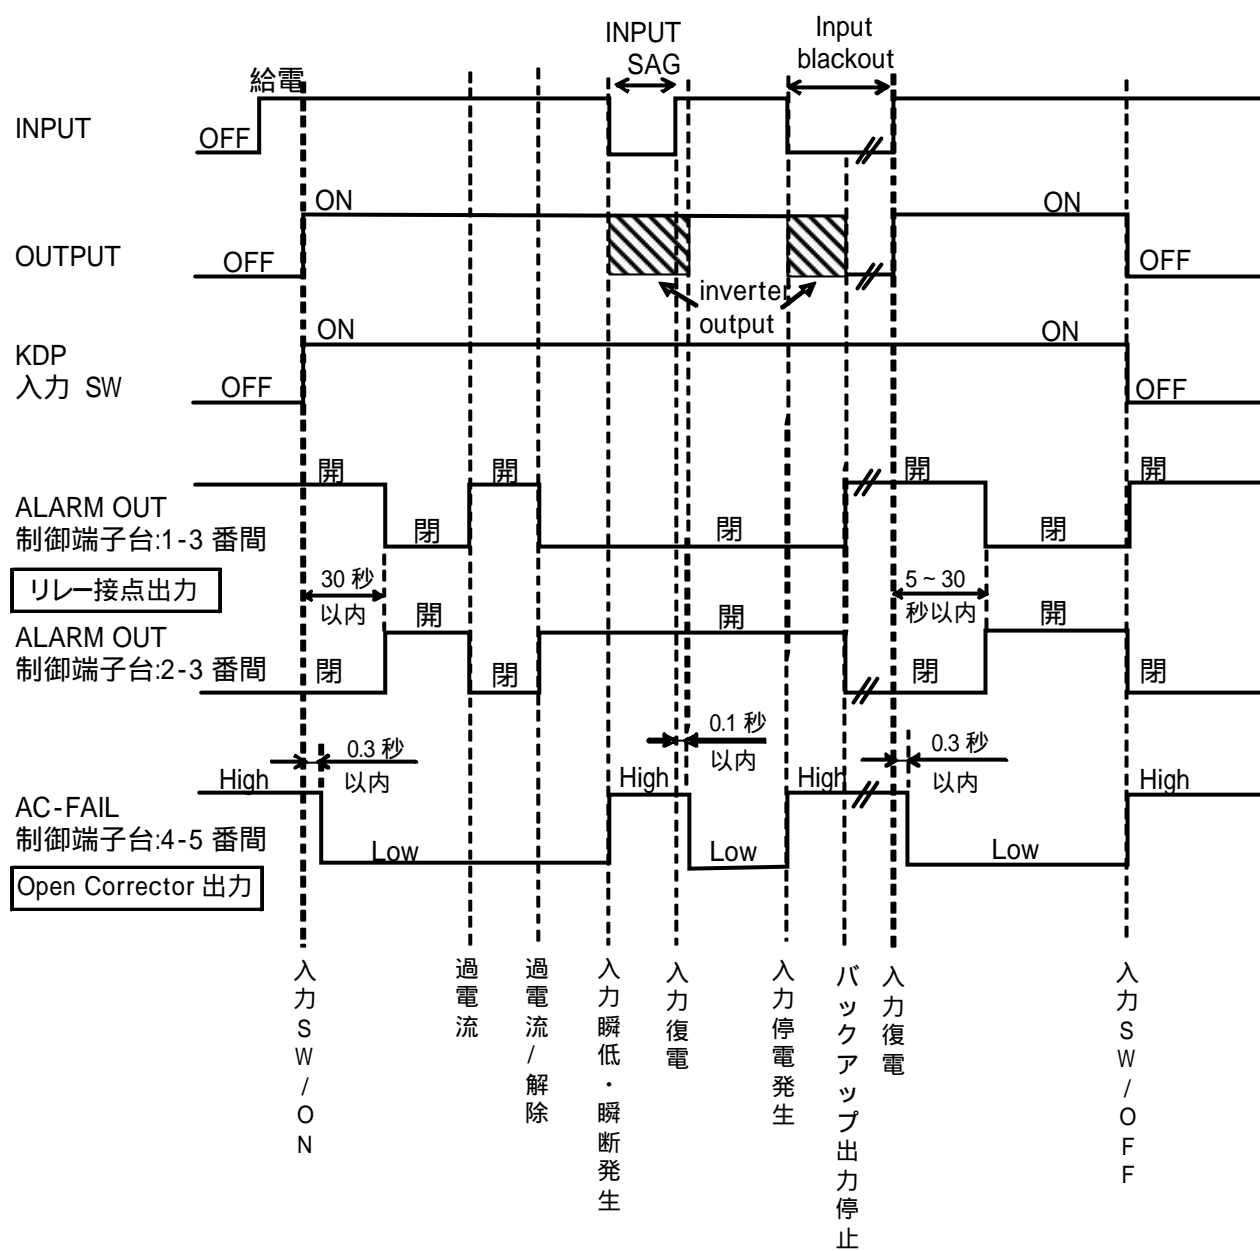 INPUT
SAG
Input
blackout
給電
INPUT
OFF
ON
ON
OUTPUT
OFF
OFF
inverter
output
ON
ON
KDP
入力 SW
OFF
OFF
開
開
開
開
ALARM OUT
制御端子台:1-3 番間
閉
閉
閉
リレー接点出力
30 秒
以内
5 ~ 30
秒以内
ALARM OUT
制御端子台:2-3 番間
開
開
開
閉
閉
閉
閉
0.3 秒
以内
0.1 秒
以内
0.3 秒
以内
High
High
High
High
AC-FAIL
制御端子台:4-5 番間
Low
Low
Low
Open Corrector 出力
入力SW/ON
過電流
過電流/解除
入力瞬低・瞬断発生
入力復電
入力停電発生
バックアップ出力停止
入力復電
入力SW/OFF